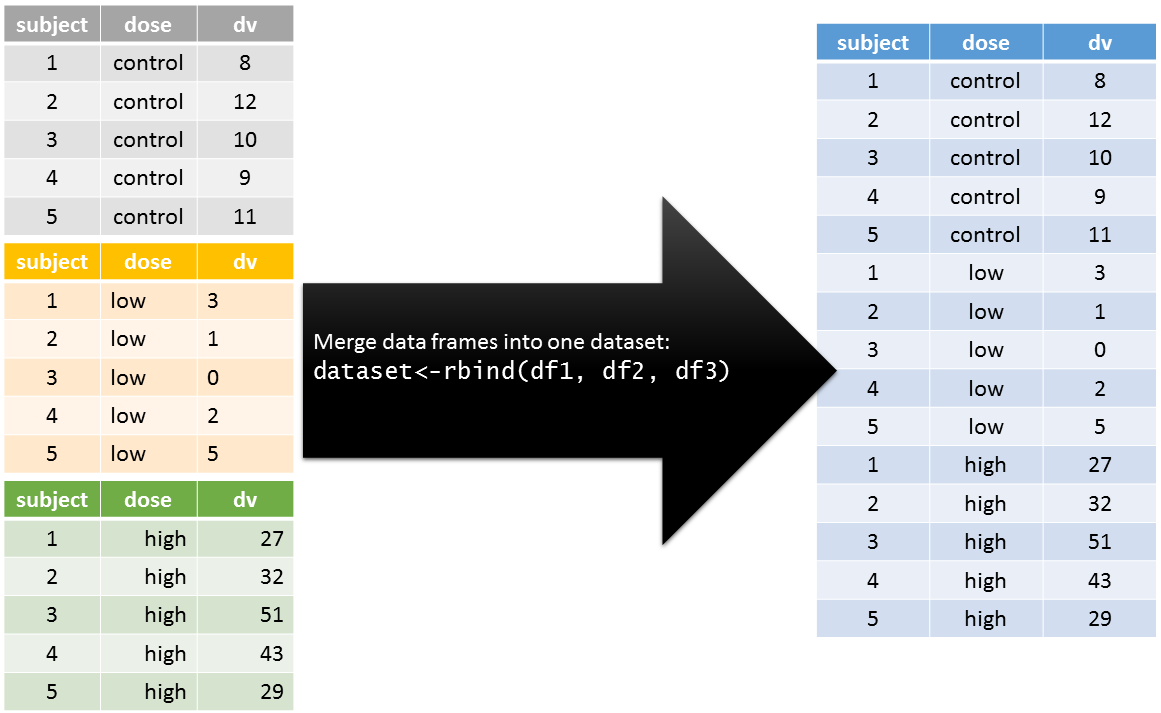 subject dose dv
1 control 8
2 control 12
3 control 10
4 control 9
5 control 11
subject dose dv
1 low 3
2 low 1
3 low 0
4 low 2
5 low 5
subject dose dv
1 high 27
2 high 32
3 high 51
4 high 43
5 high 29
Merge data frames into one dataset:
dataset<-rbind(df1, df2, df3)
subject dose dv
1 control 8
2 control 12
3 control 10
4 control 9
5 control 11
1 low 3
2 low 1
3 low 0
4 low 2
5 low 5
1 high 27
2 high 32
3 high 51
4 high 43
5 high 29